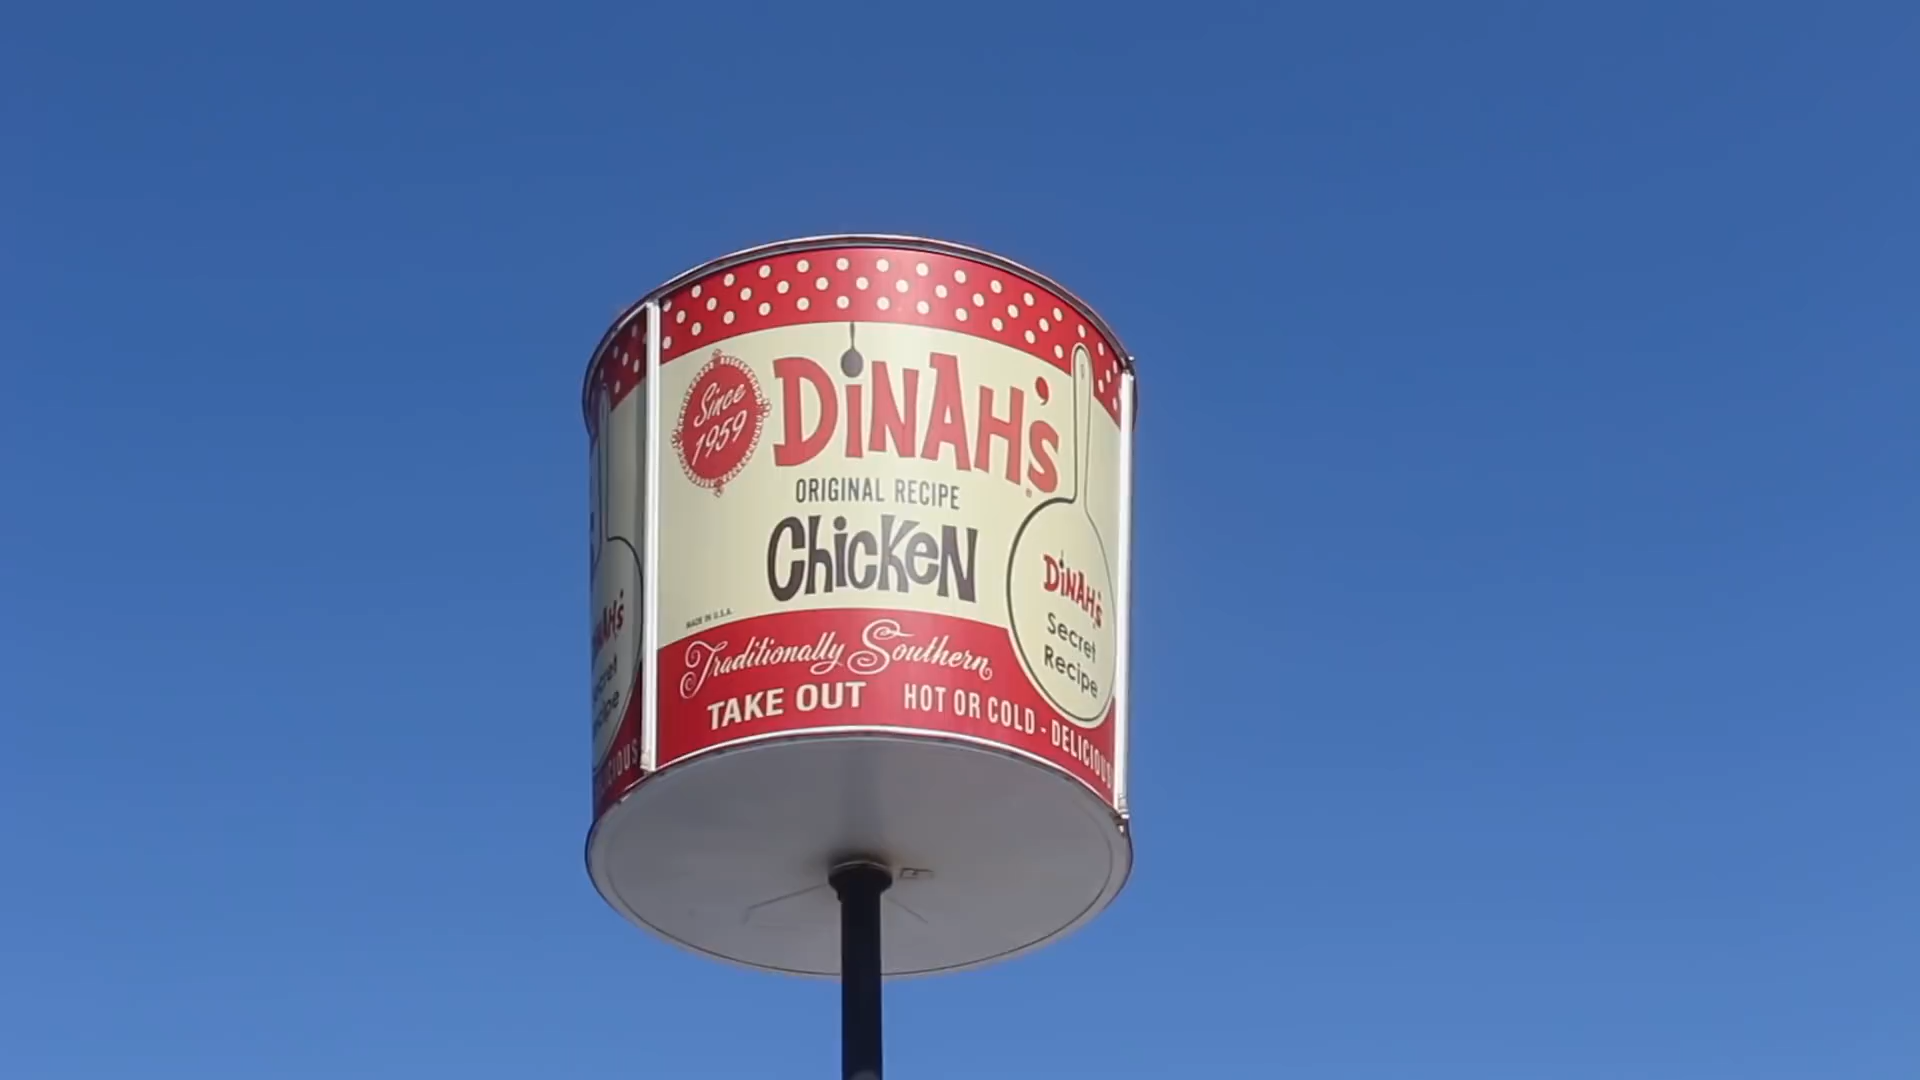 Since
1959
DiNAH's
ORIGINAL RECIPE
ChicKeN
MADE IN U.S.A.
Traditionally Southern
TAKE OUT HOT OR COLD - DELICIOUS
DiNAH's
Secret
Recipe